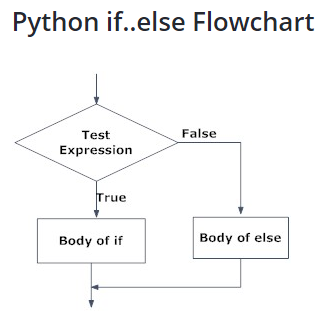 Python if..else Flowchart
Test
Expression
False
True
Body of if
Body of else